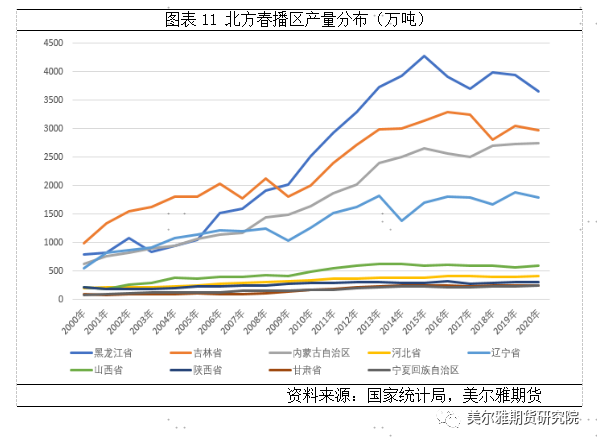 图表 11 北方春播区产量分布（万吨）
4500
4000
3500
3000
2500
2000
1500
1000
500
0
2000年 2001年 2002年 2003年 2004年 2005年 2006年 2007年 2008年 2009年 2010年 2011年 2012年 2013年 2014年 2015年 2016年 2017年 2018年 2019年 2020年
黑龙江省 吉林省 内蒙古自治区 河北省 辽宁省
山西省 陕西省 甘肃省 宁夏回族自治区
资料来源：国家统计局，美尔雅期货
美尔雅期货研究院